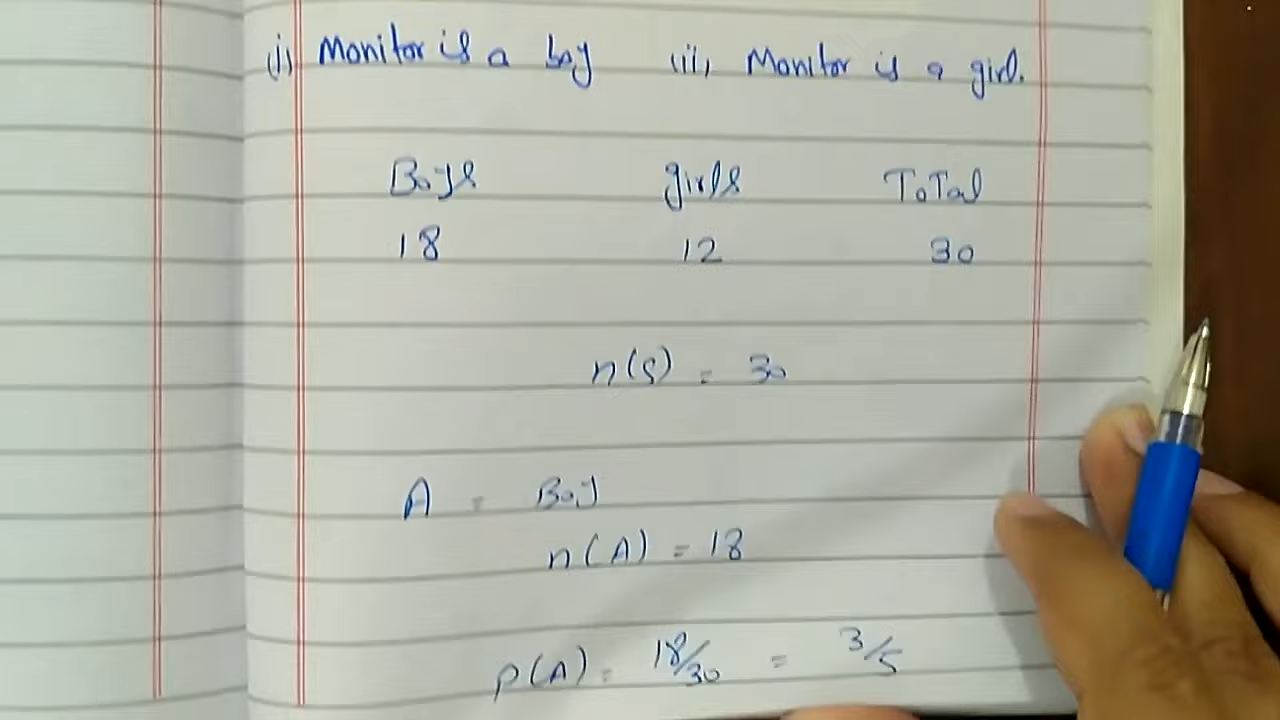 (i) Monitor is a boy (ii) Monitor is a girl.
Boys girls Total
18 12 30
n(S) = 30
A = Boy
n(A) = 18
P(A) = 18/30 = 3/5